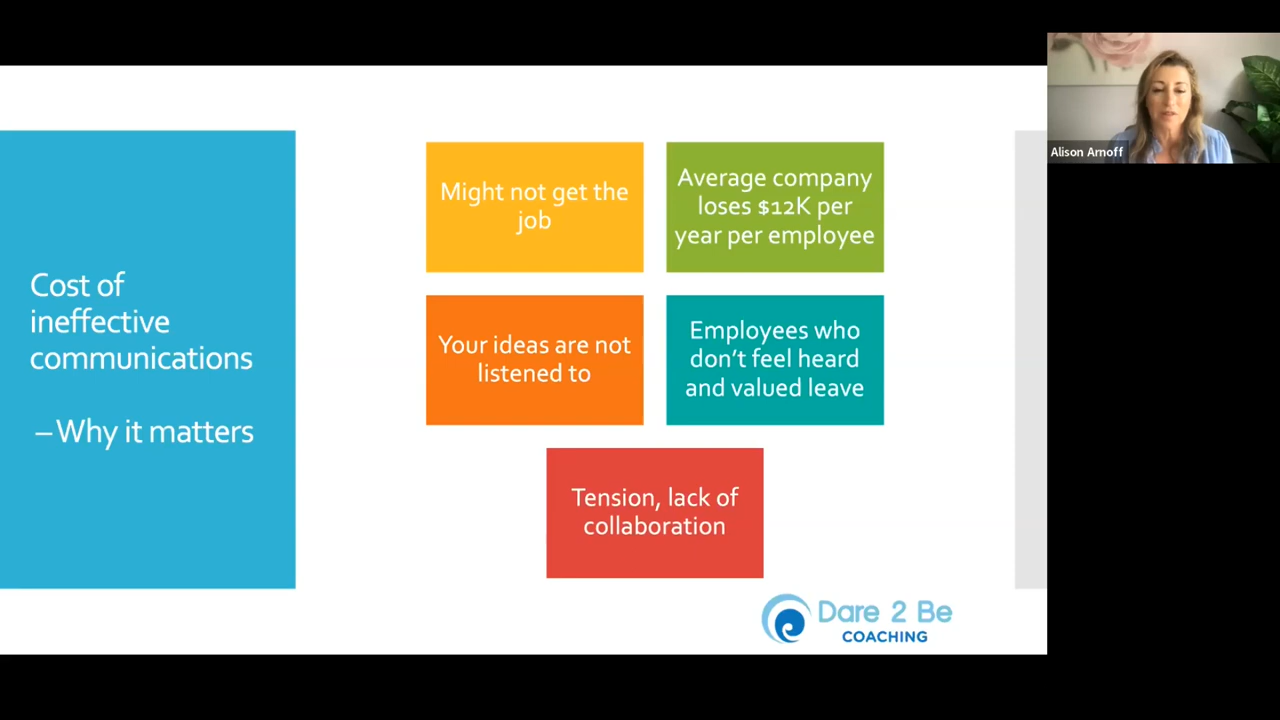 Cost of
ineffective
communications
– Why it matters
Might not get the
job
Average company
loses $12K per
year per employee
Your ideas are not
listened to
Employees who
don't feel heard
and valued leave
Tension, lack of
collaboration
Dare 2 Be
COACHING
Alison Arnoff